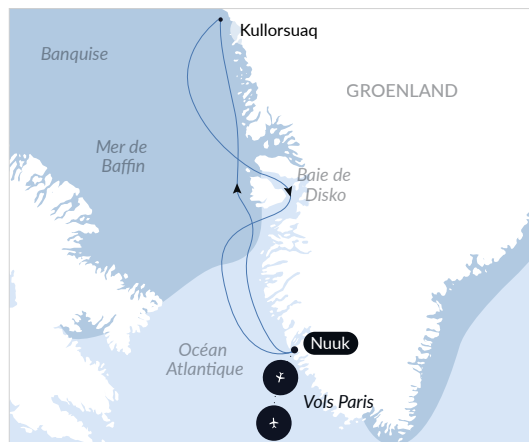 Kullorsuaq
Banquise
GROENLAND
Mer de
Baffin
Baie de
Disko
Nuuk
Océan
Atlantique
Vols Paris